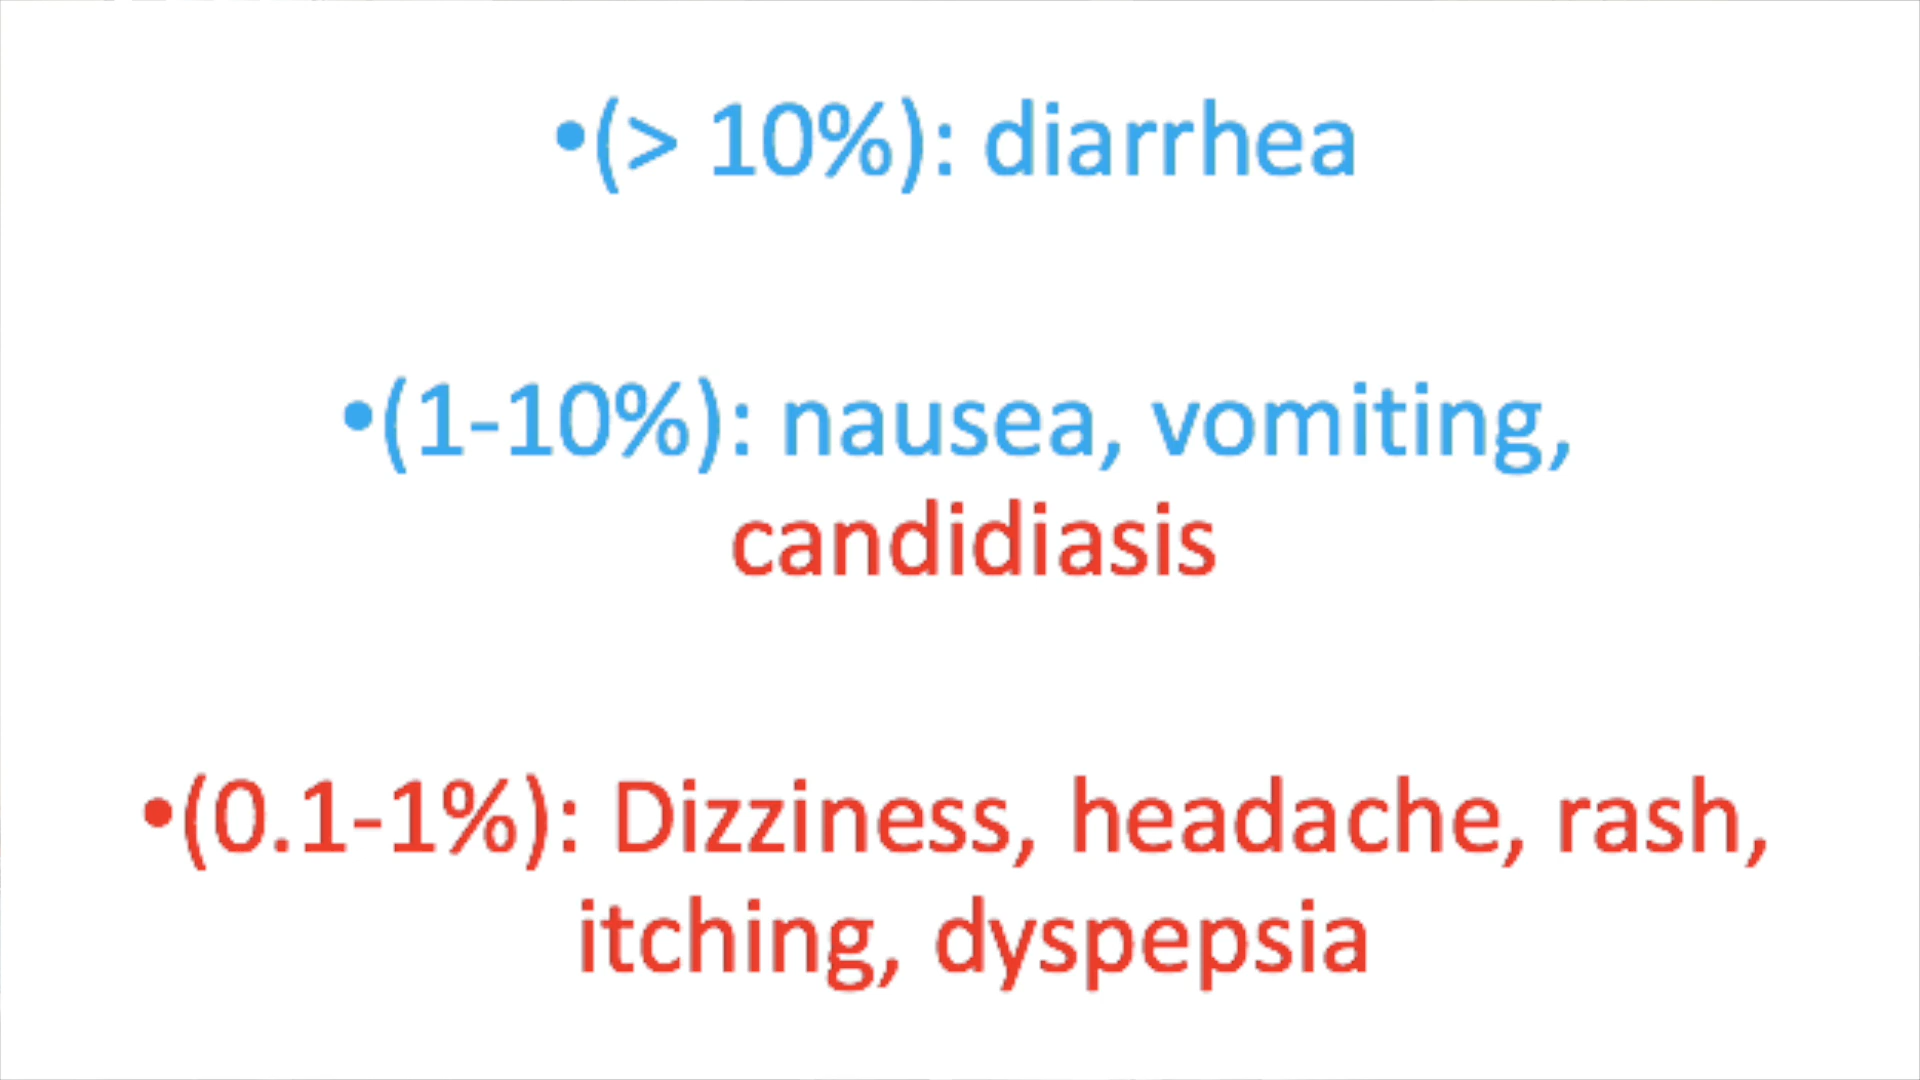 •(> 10%): diarrhea
•(1-10%): nausea, vomiting,
candidiasis
•(0.1-1%): Dizziness, headache, rash,
itching, dyspepsia